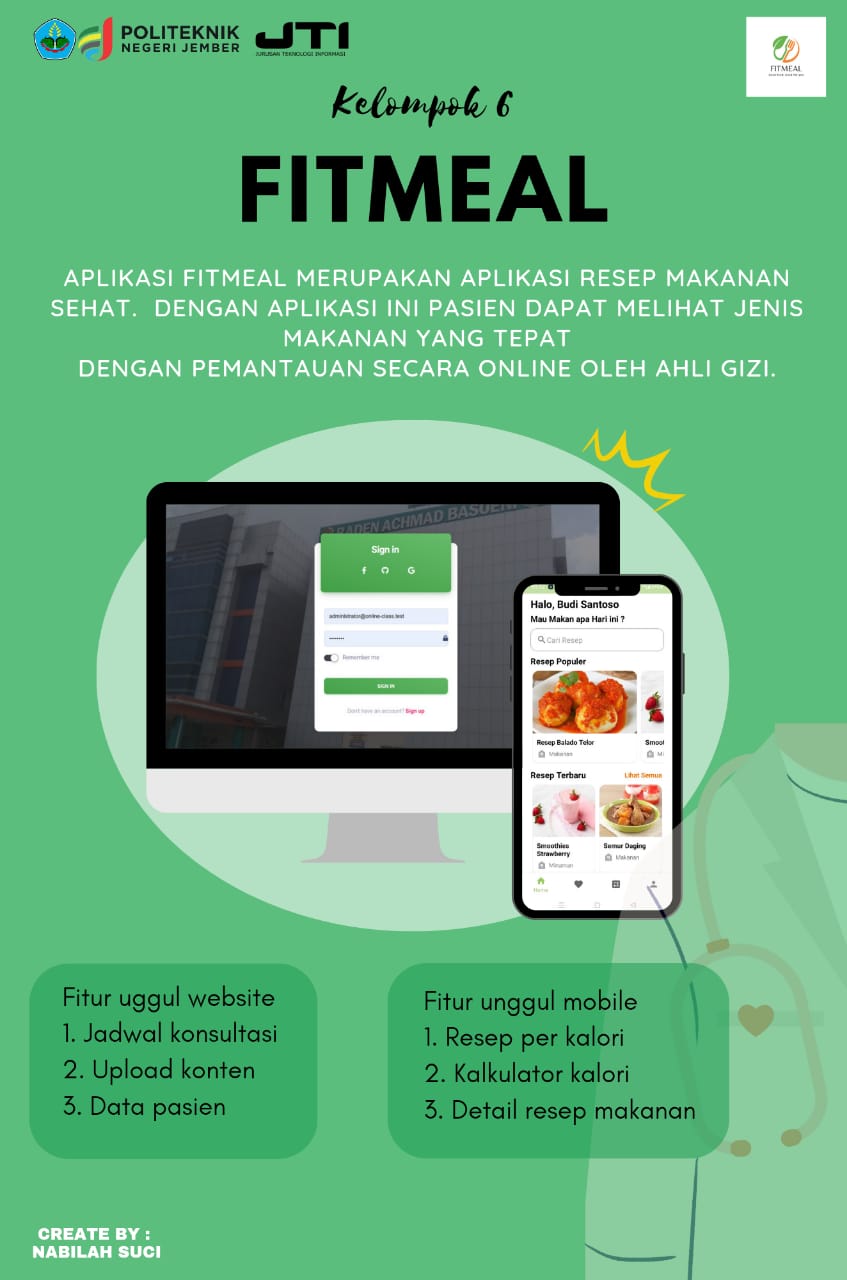 POLITEKNIK
NEGERI JEMBER
JTI
JURUSAN TEKNOLOGI INFORMASI
FITMEAL
Kelompok 6
FITMEAL
APLIKASI FITMEAL MERUPAKAN APLIKASI RESEP MAKANAN
SEHAT. DENGAN APLIKASI INI PASIEN DAPAT MELIHAT JENIS
MAKANAN YANG TEPAT
DENGAN PEMANTAUAN SECARA ONLINE OLEH AHLI GIZI.
RADEN ACHMAD
Sign in
administrator@online-class.test
Remember me
SIGN IN
Don't have an account? Sign up
Halo, Budi Santoso
Mau Makan apa Hari ini ?
Cari Resep
Resep Populer
Resep Balado Telor
Smoot
Makanan
Mi
Resep Terbaru
Lihat Semua
Smoothies
Strawberry
Semur Daging
Minuman
Makanan
Home
Fitur uggul website
1. Jadwal konsultasi
2. Upload konten
3. Data pasien
Fitur unggul mobile
1. Resep per kalori
2. Kalkulator kalori
3. Detail resep makanan
CREATE BY :
NABILAH SUCI